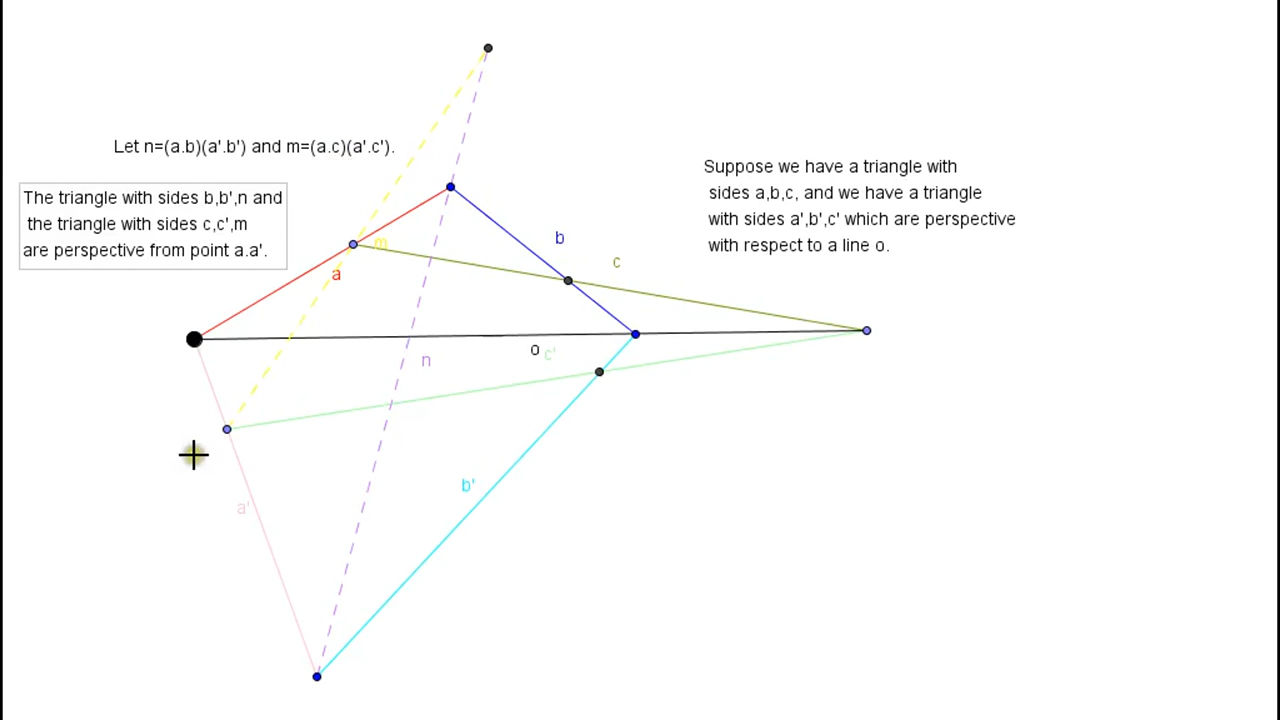 Let n=(a.b)(a'.b') and m=(a.c)(a'.c').
The triangle with sides b,b',n and
the triangle with sides c,c',m
are perspective from point a.a'.
Suppose we have a triangle with
sides a,b,c, and we have a triangle
with sides a',b',c' which are perspective
with respect to a line o.
b
m
c
a
o
c'
n
b'
a'